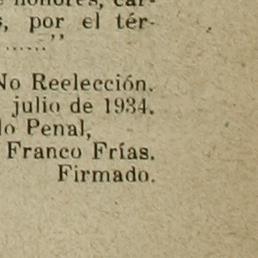 e honores, car-
s, por el tér-
......"
No Reelección.
julio de 1934.
lo Penal,
Franco Frías.
Firmado.